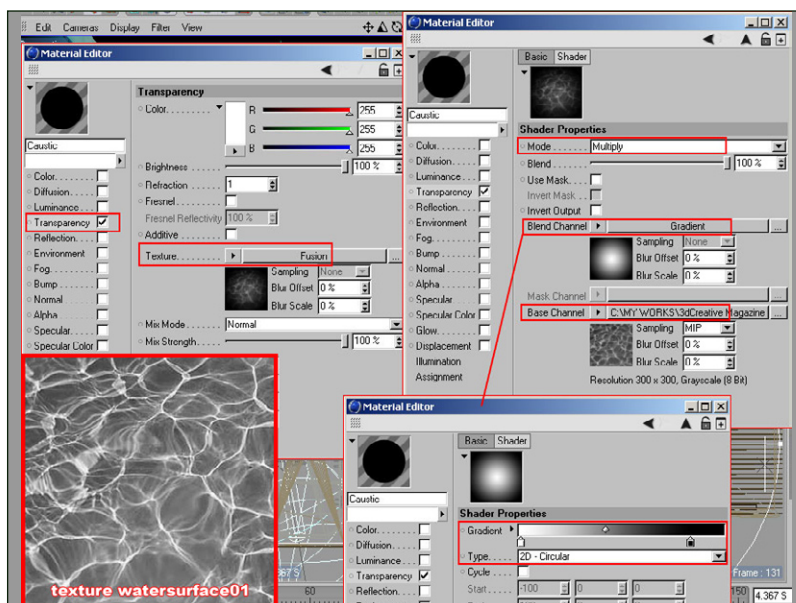 Edit Cameras Display Filter View
Material Editor
Caustic
Color
Diffusion
Luminance
Transparency
Reflection
Environment
Fog
Bump
Normal
Alpha
Specular
Specular Color
Transparency
Color
R 255
G 255
B 255
Brightness 100 %
Refraction 1
Fresnel
Fresnel Reflectivity 100 %
Additive
Texture Fusion ...
Sampling None
Blur Offset 0 %
Blur Scale 0 %
Mix Mode Normal
Mix Strength 100 %
texture watersurface01
Material Editor
Caustic
Color
Diffusion
Luminance
Transparency
Reflection
Environment
Fog
Bump
Normal
Alpha
Specular
Specular Color
Glow
Displacement
Illumination
Assignment
Basic Shader
Shader Properties
Mode Multiply
Blend 100 %
Use Mask
Invert Mask
Invert Output
Blend Channel Gradient ...
Sampling None
Blur Offset 0 %
Blur Scale 0 %
Mask Channel ...
Base Channel C:\MY WORKS\3dCreative Magazine ...
Sampling MIP
Blur Offset 0 %
Blur Scale 0 %
Resolution 300 x 300, Grayscale (8 Bit)
Material Editor
Caustic
Color
Diffusion
Luminance
Transparency
Reflection
Basic Shader
Shader Properties
Gradient
Type 2D - Circular
Cycle
Start -100 0 0
60
Frame : 131
150
4.367 S